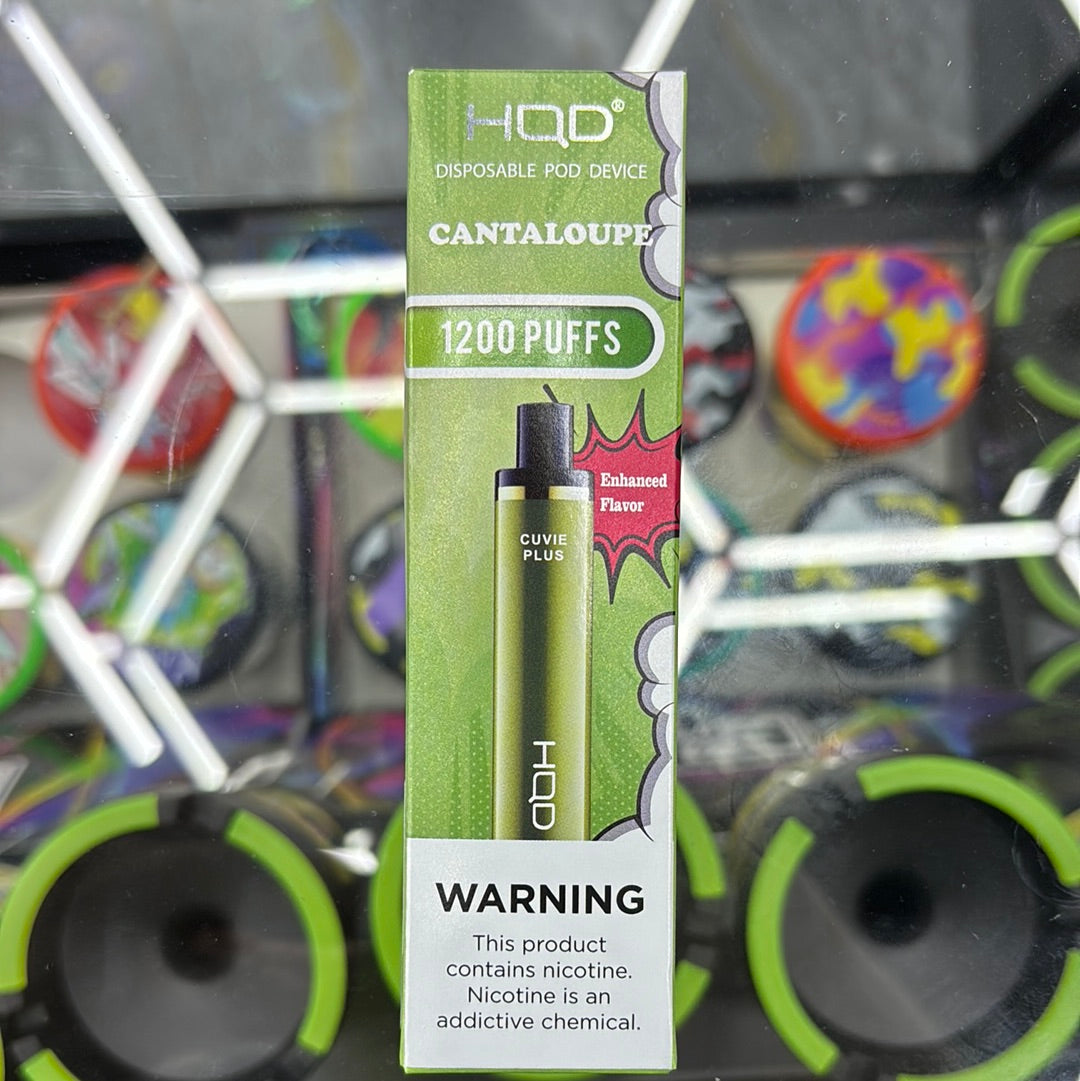 HQD®
DISPOSABLE POD DEVICE
CANTALOUPE
1200 PUFFS
Enhanced
Flavor
CUVIE
PLUS
HQD
WARNING
This product
contains nicotine.
Nicotine is an
addictive chemical.